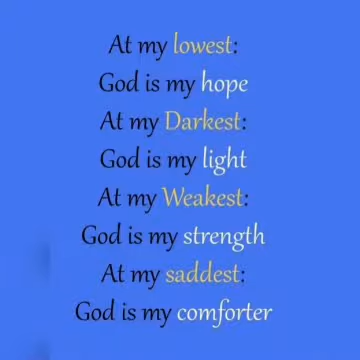 At my lowest:
God is my hope
At my Darkest:
God is my light
At my Weakest:
God is my strength
At my saddest:
God is my comforter